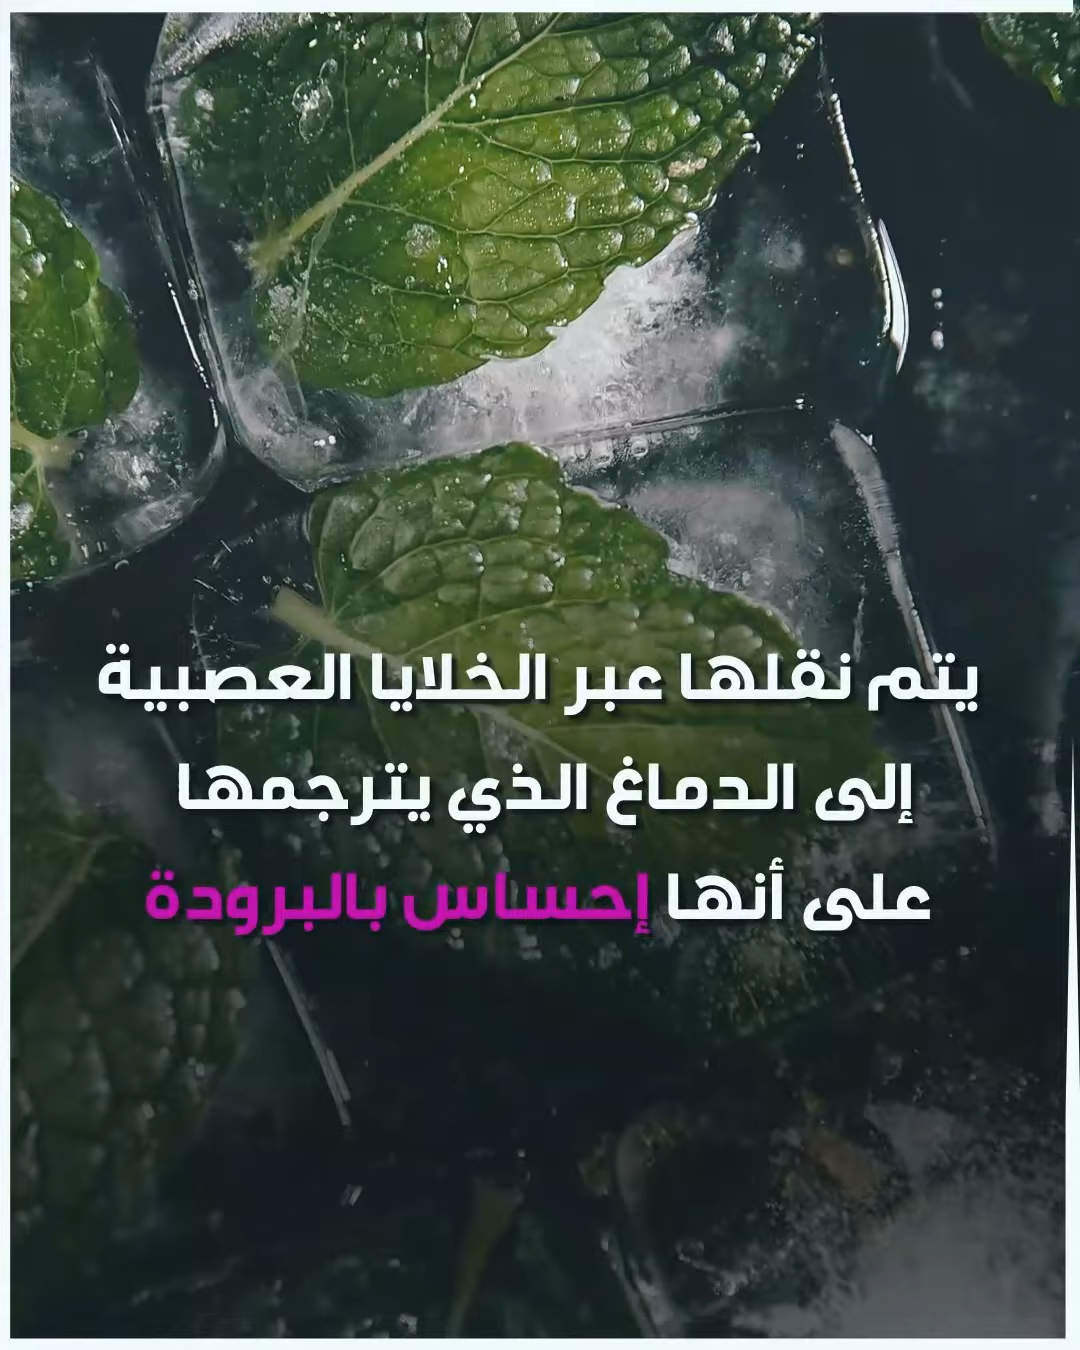 يتم نقلها عبر الخلايا العصبية
إلى الدماغ الذي يترجمها
على أنها إحساس بالبرودة